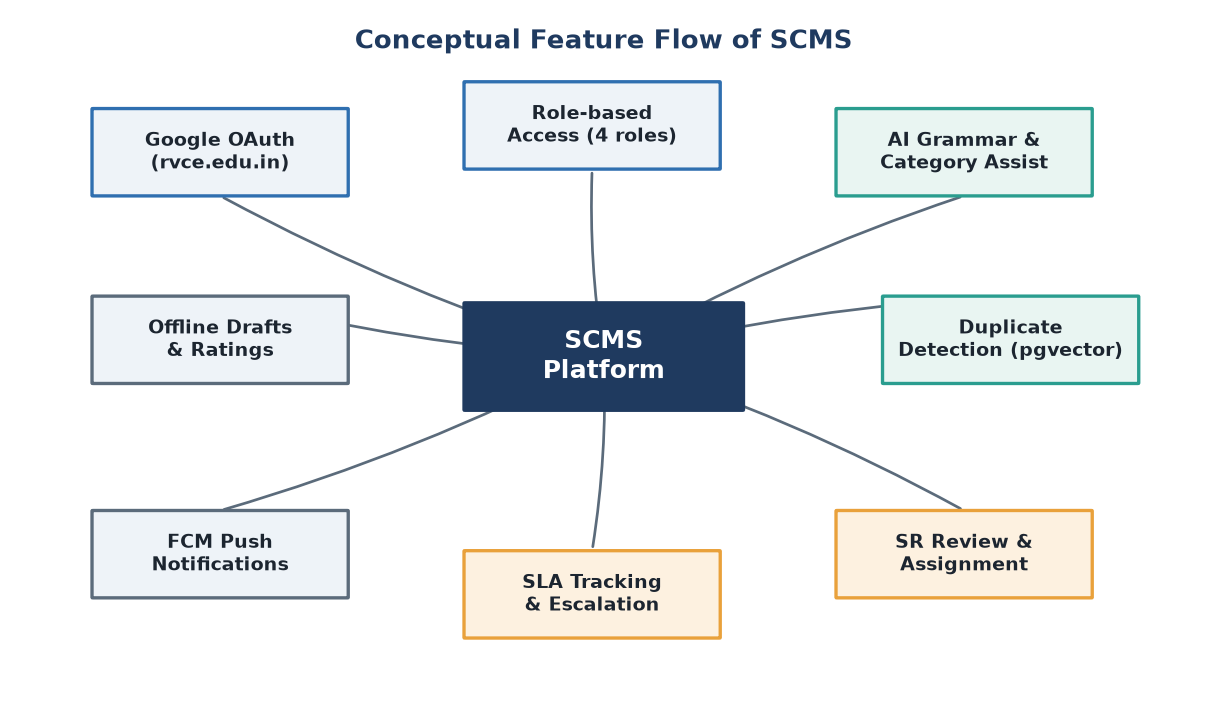 Conceptual Feature Flow of SCMS
Google OAuth
(rvce.edu.in)
Role-based
Access (4 roles)
AI Grammar &
Category Assist
Offline Drafts
& Ratings
SCMS
Platform
Duplicate
Detection (pgvector)
FCM Push
Notifications
SLA Tracking
& Escalation
SR Review &
Assignment